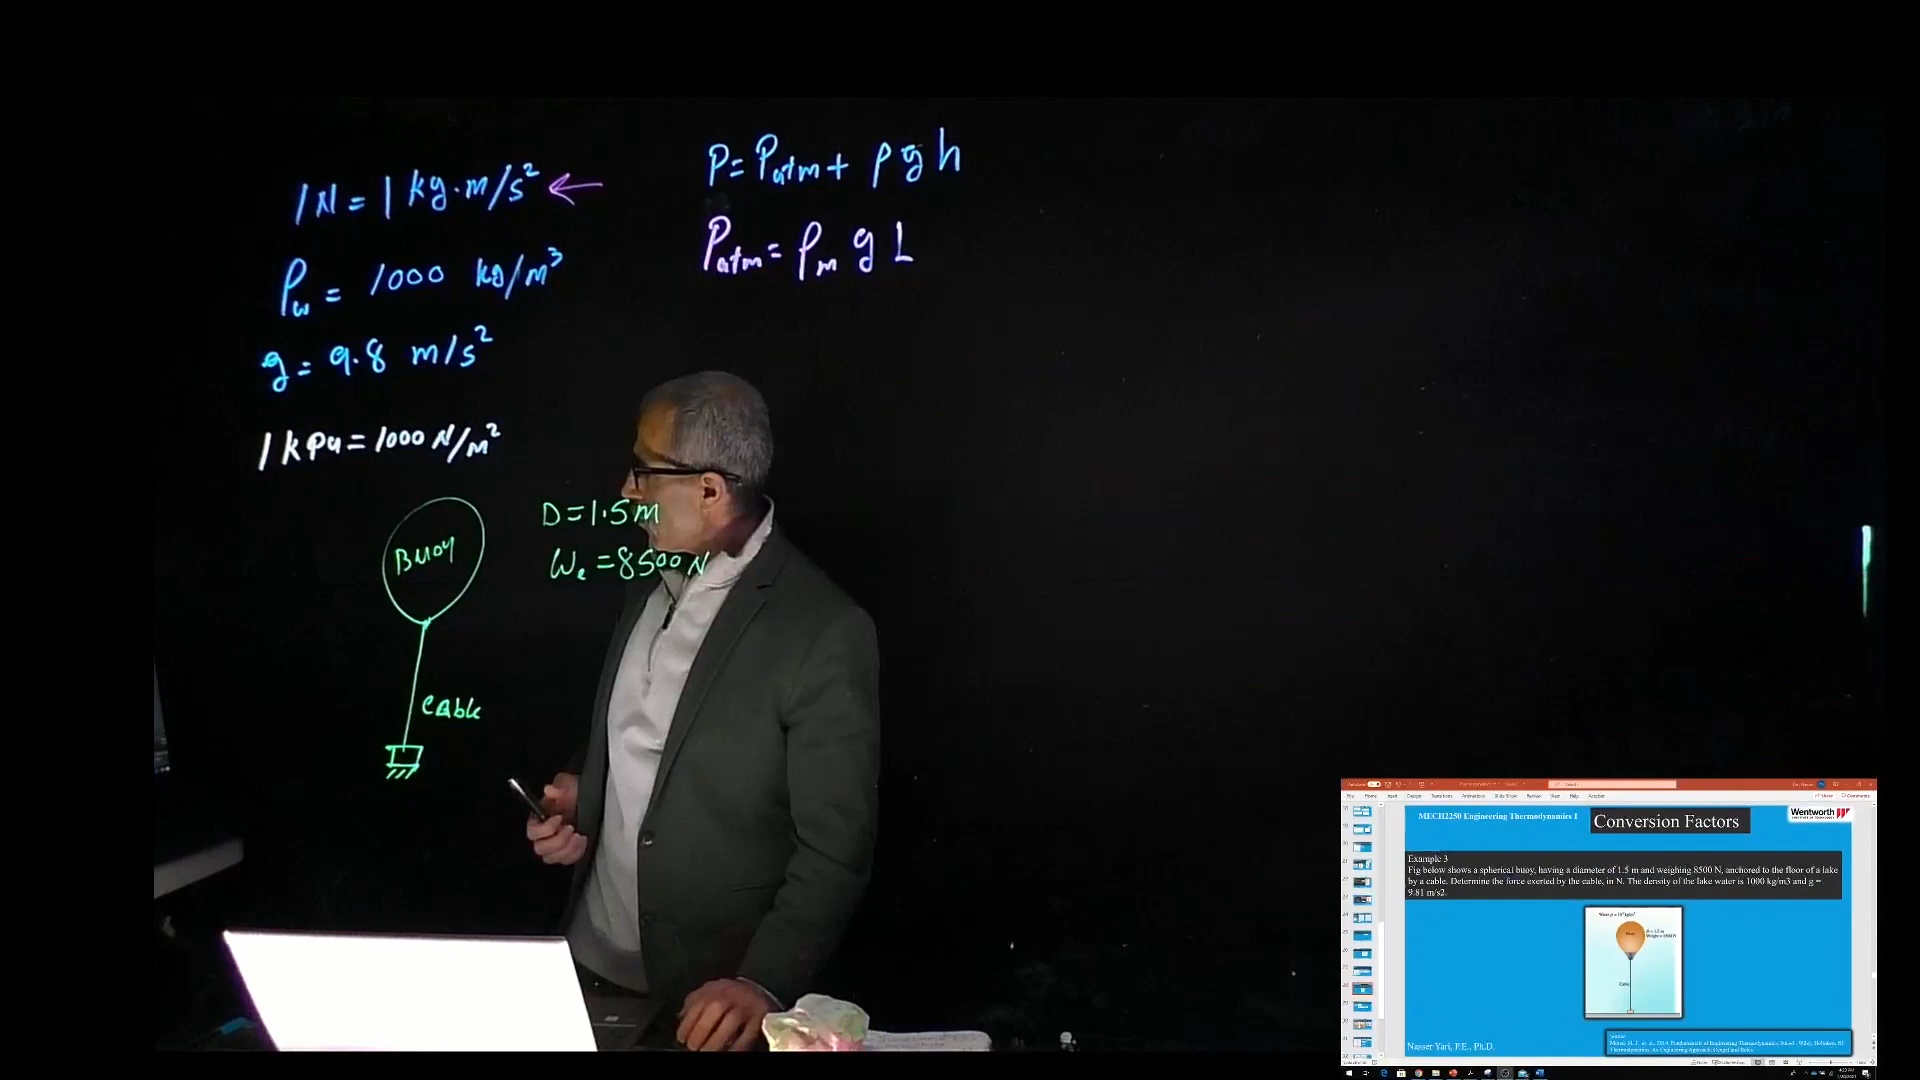 1N = 1 kg.m/s²
ρw = 1000 kg/m³
g = 9.8 m/s²
1 kPa = 1000 N/m²
P = Patm + ρ g h
Patm = ρm g L
Buoy
D = 1.5 m
We = 8500 N
Cable
MECH2250 Engineering Thermodynamics I
Conversion Factors
Wentworth
Example 3
Fig below shows a spherical buoy, having a diameter of 1.5 m and weighing 8500 N, anchored to the floor of a lake
by a cable. Determine the force exerted by the cable, in N. The density of the lake water is 1000 kg/m3 and g =
9.81 m/s2.
Nasser Yari, P.E., Ph.D.